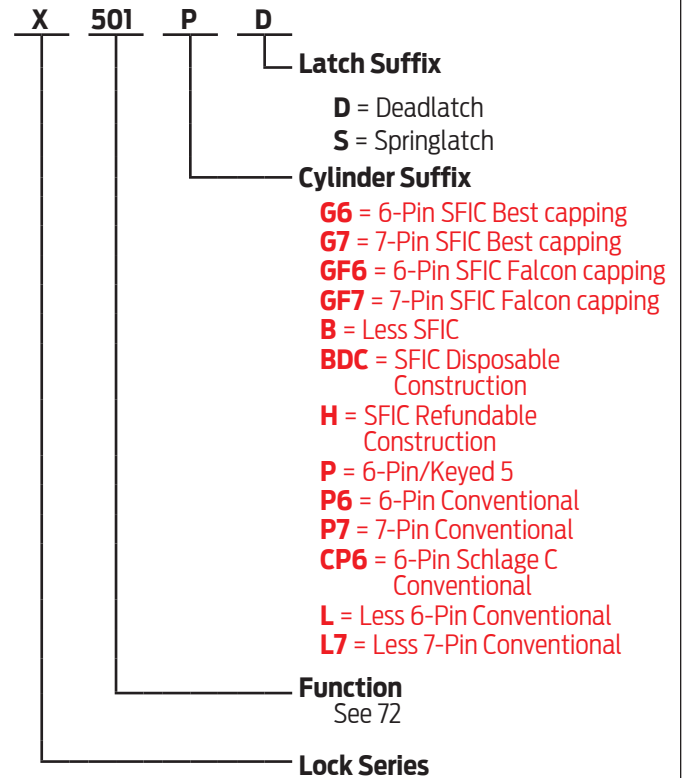 X 501 P D
Latch Suffix
D = Deadlatch
S = Springlatch
Cylinder Suffix
G6 = 6-Pin SFIC Best capping
G7 = 7-Pin SFIC Best capping
GF6 = 6-Pin SFIC Falcon capping
GF7 = 7-Pin SFIC Falcon capping
B = Less SFIC
BDC = SFIC Disposable
Construction
H = SFIC Refundable
Construction
P = 6-Pin/Keyed 5
P6 = 6-Pin Conventional
P7 = 7-Pin Conventional
CP6 = 6-Pin Schlage C
Conventional
L = Less 6-Pin Conventional
L7 = Less 7-Pin Conventional
Function
See 72
Lock Series